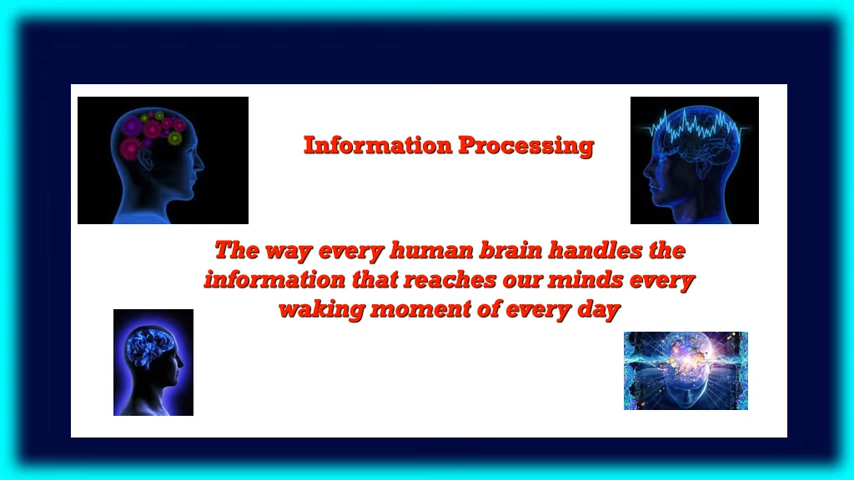 Information Processing
The way every human brain handles the
information that reaches our minds every
waking moment of every day